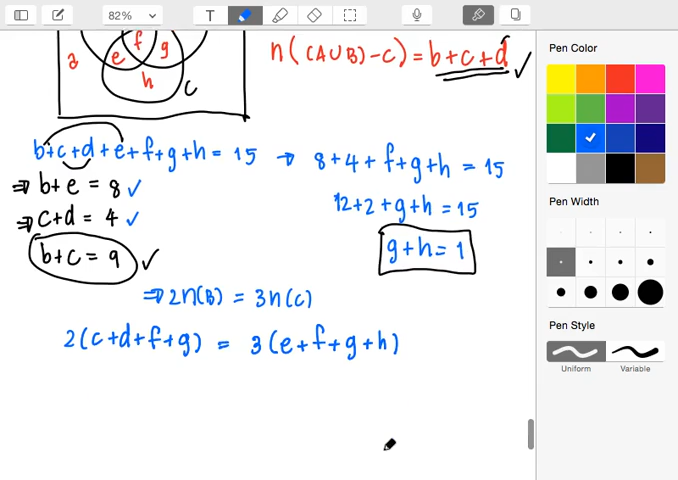 82%
T
f
e
g
a
h
C
n(CAUB)-C) = b+c+d ✓
b+c+d+e+f+g+h = 15 → 8+4+f+g+h = 15
⇒ b+e = 8 ✓
12+2+g+h = 15
⇒ c+d = 4 ✓
b+c = 9 ✓
g+h = 1
⇒ 2n(B) = 3n(C)
2(c+d+f+g) = 3(e+f+g+h)
Pen Color
Pen Width
Pen Style
Uniform
Variable